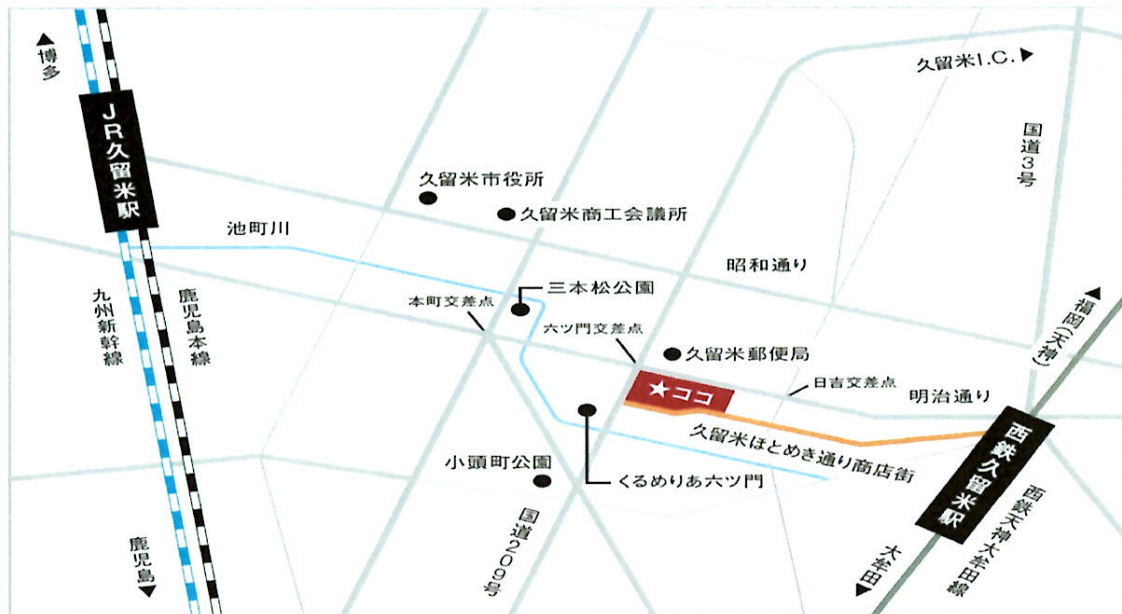 ▲博多
久留米I.C.▶
国道3号
JR久留米駅
久留米市役所
久留米商工会議所
池町川
昭和通り
三本松公園
本町交差点
六ツ門交差点
九州新幹線
鹿児島本線
▲福岡(天神)
久留米郵便局
★ココ
日吉交差点
明治通り
久留米ほとめき通り商店街
西鉄久留米駅
小頭町公園
くるめりあ六ツ門
国道209号
西鉄天神大牟田線
鹿児島▼
大牟田▼